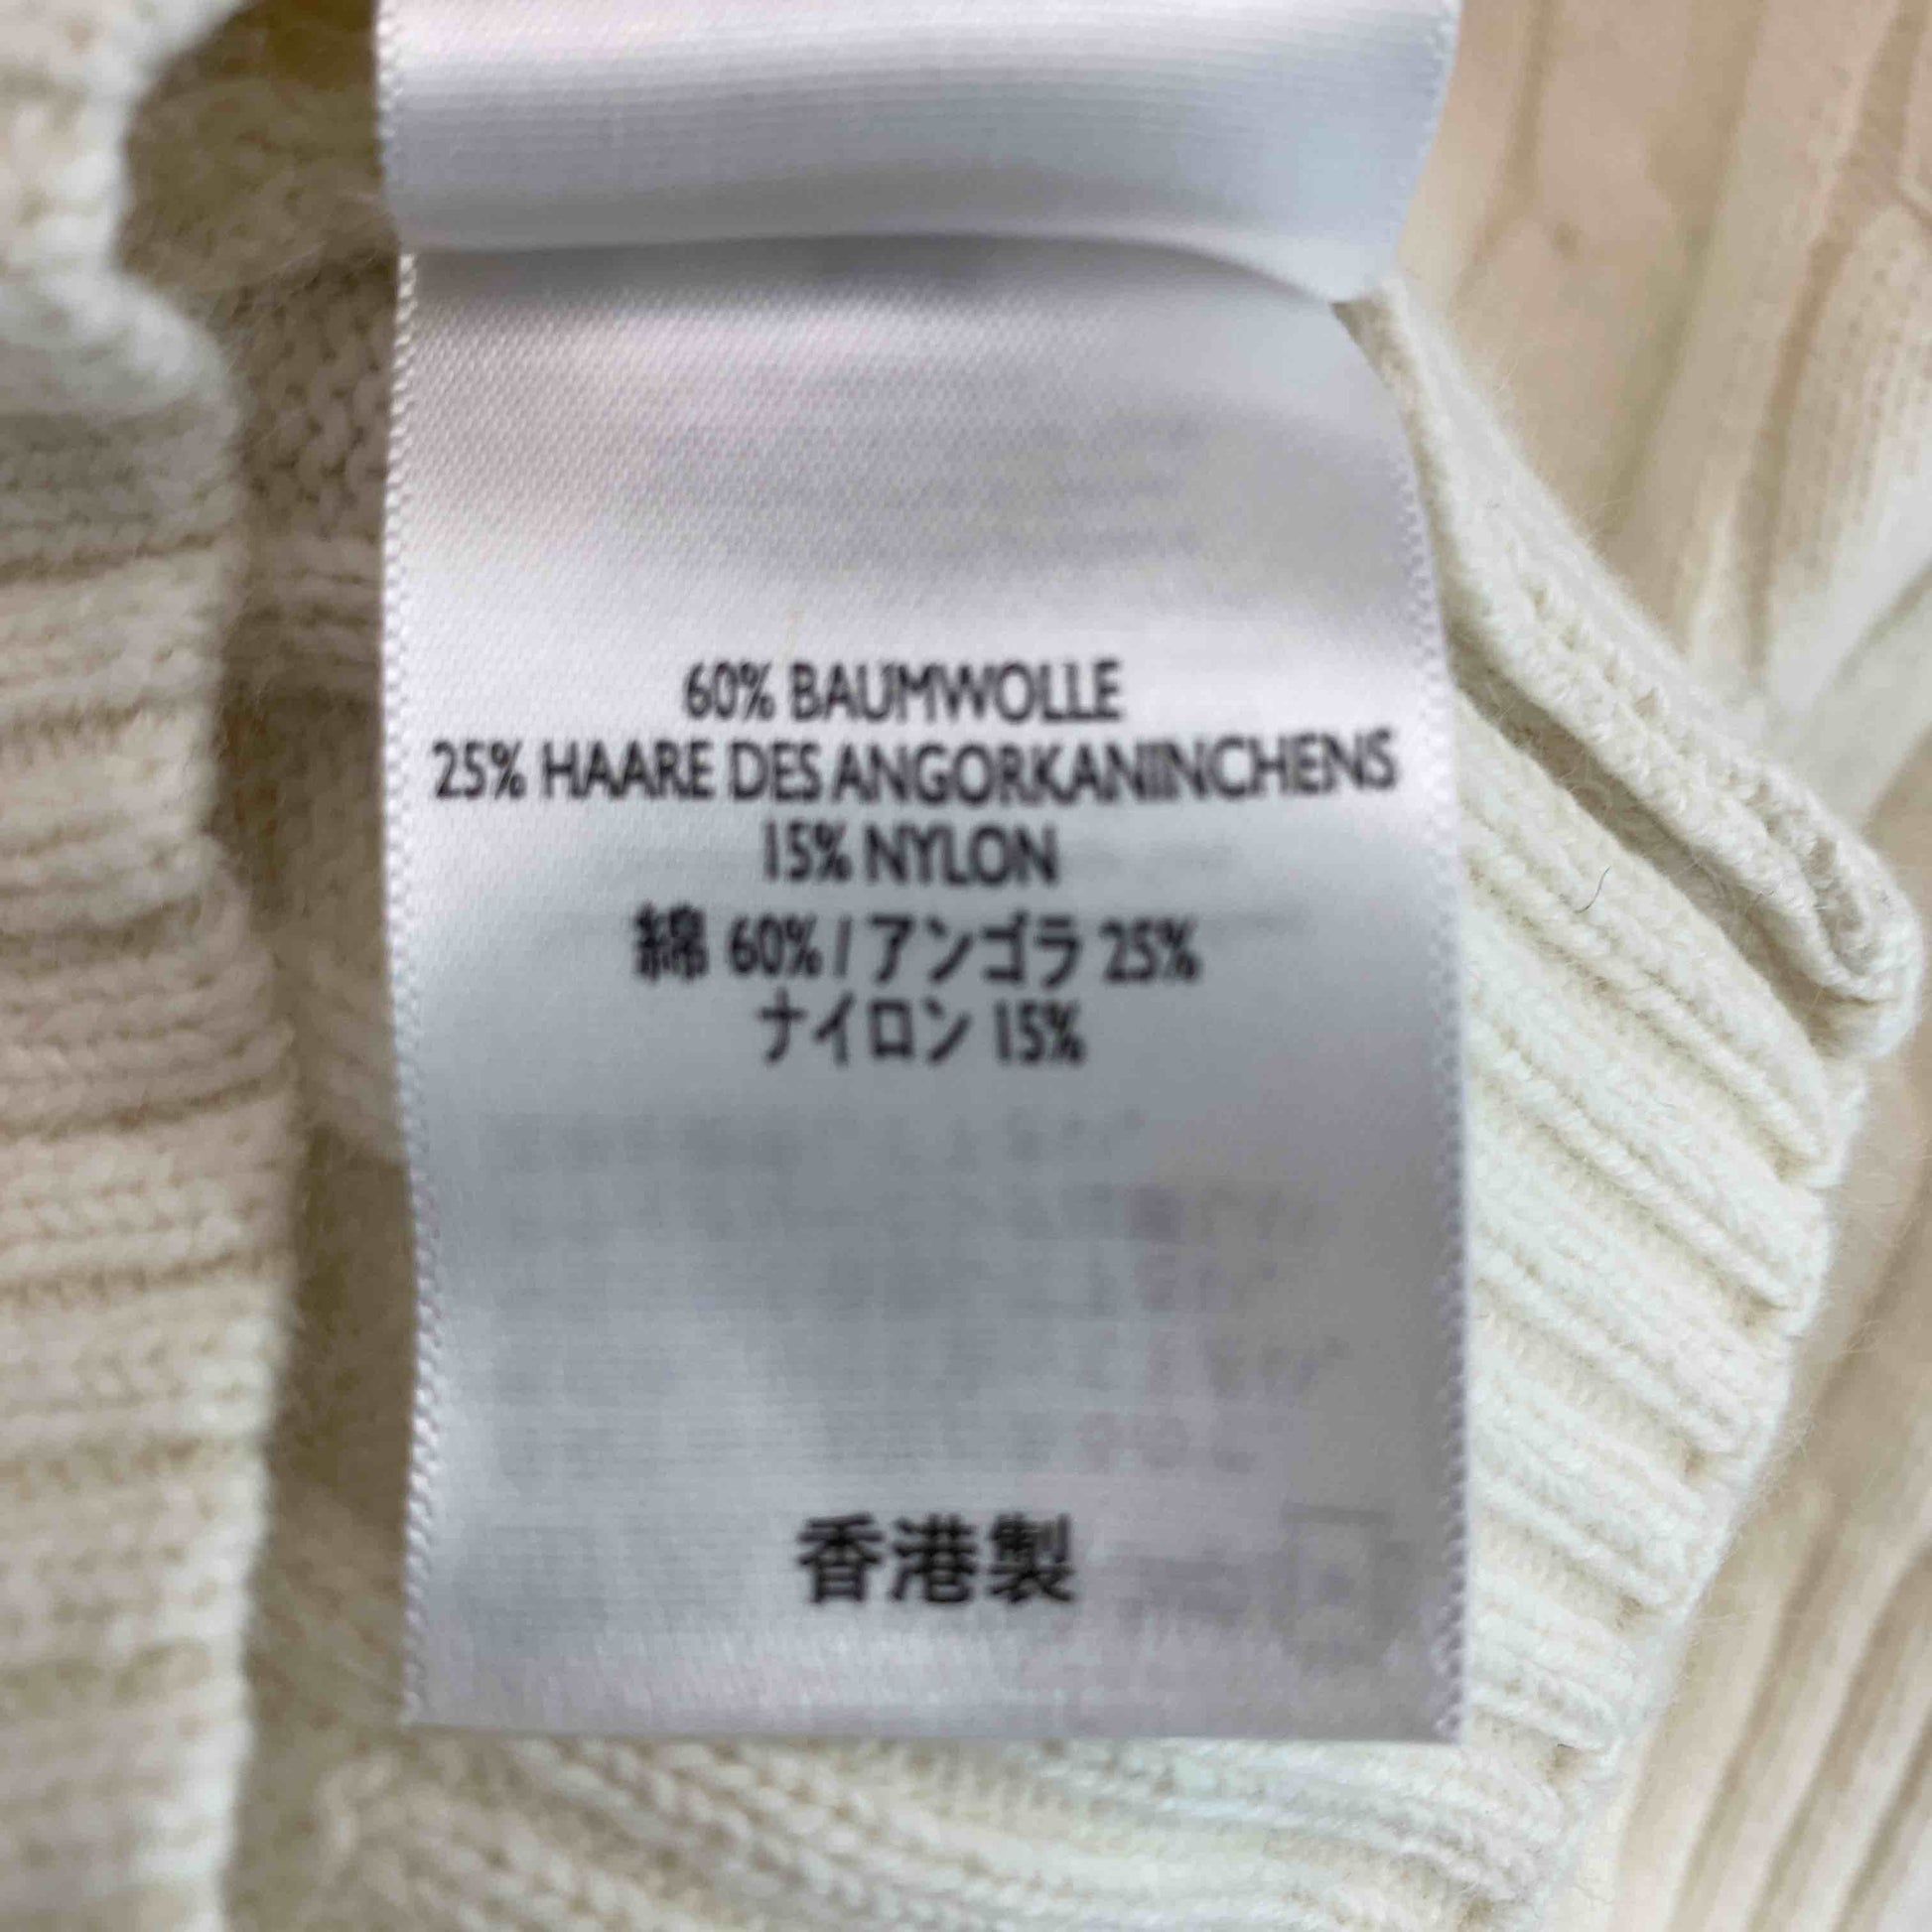 60% BAUMWOLLE
25% HAARE DES ANGORKANINCHENS
15% NYLON
綿 60% / アンゴラ 25%
ナイロン 15%
香港製